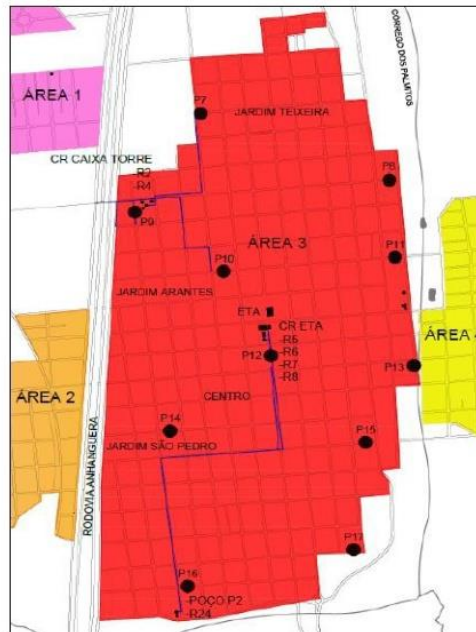 CÓRREGO DOS PALMITOS
ÁREA 1
P7
JARDIM TEIXEIRA
CR CAIXA TORRE
-R2
-R4
P8
P9
ÁREA 3
P11
P10
JARDIM ARANTES
ETA
CR ETA
-R5
P12
-R6
-R7
-R8
ÁREA 4
P13
ÁREA 2
CENTRO
P14
JARDIM SÃO PEDRO
P15
RODOVIA ANHANGUERA
P17
P16
-POÇO P2
-R24